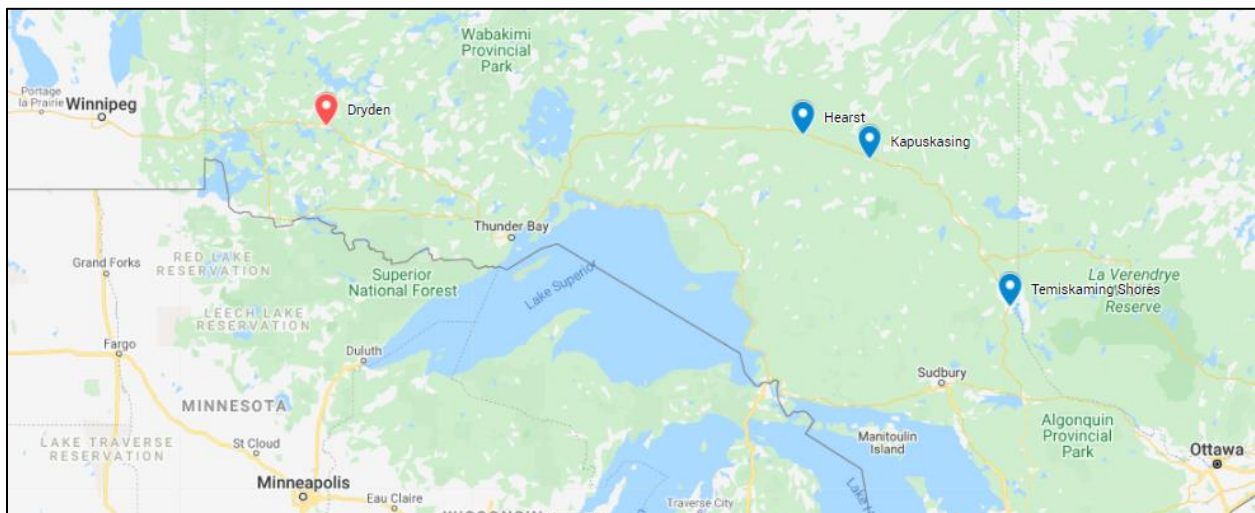 Wabakimi
Provincial
Park
Portage
la Prairie
Winnipeg
Dryden
Hearst
Kapuskasing
Thunder Bay
Grand Forks
RED LAKE
RESERVATION
Superior
National Forest
Lake Superior
La Verendrye
Reserve
Temiskaming Shores
LEECH LAKE
RESERVATION
Fargo
Duluth
Sudbury
MINNESOTA
LAKE TRAVERSE
RESERVATION
St Cloud
Manitoulin
Island
Algonquin
Provincial
Park
Ottawa
Minneapolis
Eau Claire
Traverse City